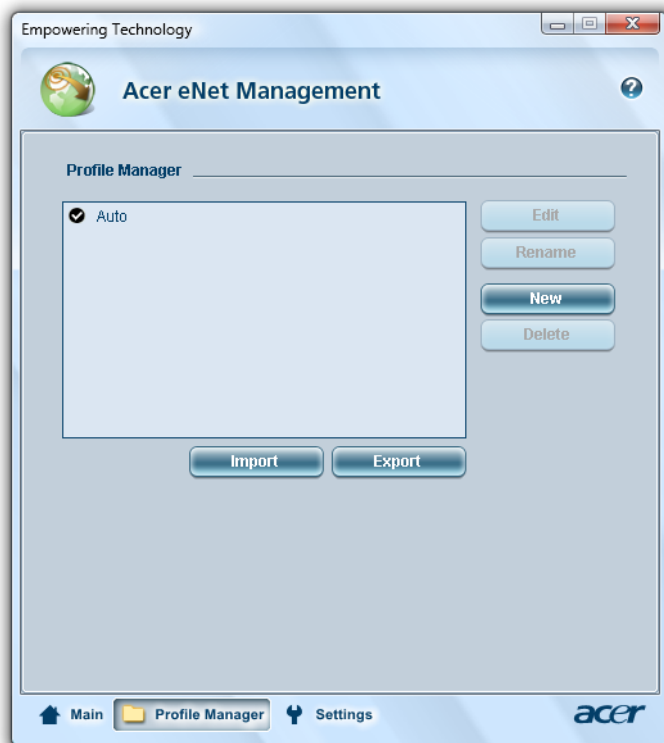 Empowering Technology
Acer eNet Management
?
Profile Manager
Auto
Edit
Rename
New
Delete
Import
Export
Main
Profile Manager
Settings
acer